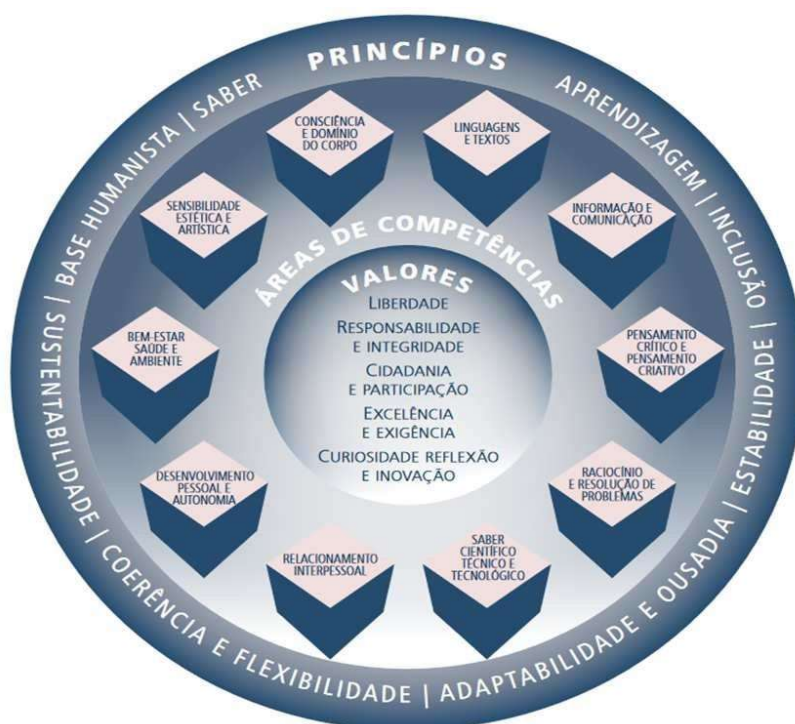 PRINCÍPIOS
BASE HUMANISTA | SABER
APRENDIZAGEM | INCLUSÃO | ESTABILIDADE |
ADAPTABILIDADE E OUSADIA |
COERÊNCIA E FLEXIBILIDADE |
SUSTENTABILIDADE |
CONSCIÊNCIA
E DOMÍNIO
DO CORPO
LINGUAGENS
E TEXTOS
SENSIBILIDADE
ESTÉTICA E
ARTÍSTICA
INFORMAÇÃO E
COMUNICAÇÃO
ÁREAS DE COMPETÊNCIAS
VALORES
LIBERDADE
RESPONSABILIDADE
E INTEGRIDADE
CIDADANIA
E PARTICIPAÇÃO
EXCELÊNCIA
E EXIGÊNCIA
CURIOSIDADE REFLEXÃO
E INOVAÇÃO
BEM-ESTAR
SAÚDE E
AMBIENTE
PENSAMENTO
CRÍTICO E
PENSAMENTO
CRIATIVO
DESENVOLVIMENTO
PESSOAL E
AUTONOMIA
RACIOCÍNIO
E RESOLUÇÃO DE
PROBLEMAS
RELACIONAMENTO
INTERPESSOAL
SABER
CIENTÍFICO
TÉCNICO E
TECNOLÓGICO